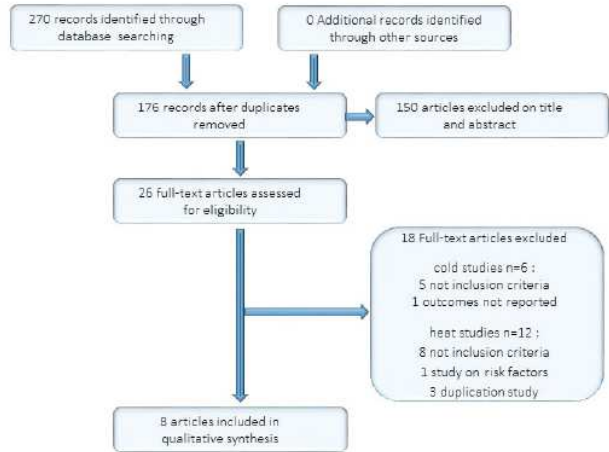 270 records identified through
database searching
0 Additional records identified
through other sources
176 records after duplicates
removed
150 articles excluded on title
and abstract
26 full-text articles assessed
for eligibility
18 Full-text articles excluded
cold studies n=6 :
5 not inclusion criteria
1 outcomes not reported
heat studies n=12 :
8 not inclusion criteria
1 study on risk factors
3 duplication study
8 articles included in
qualitative synthesis